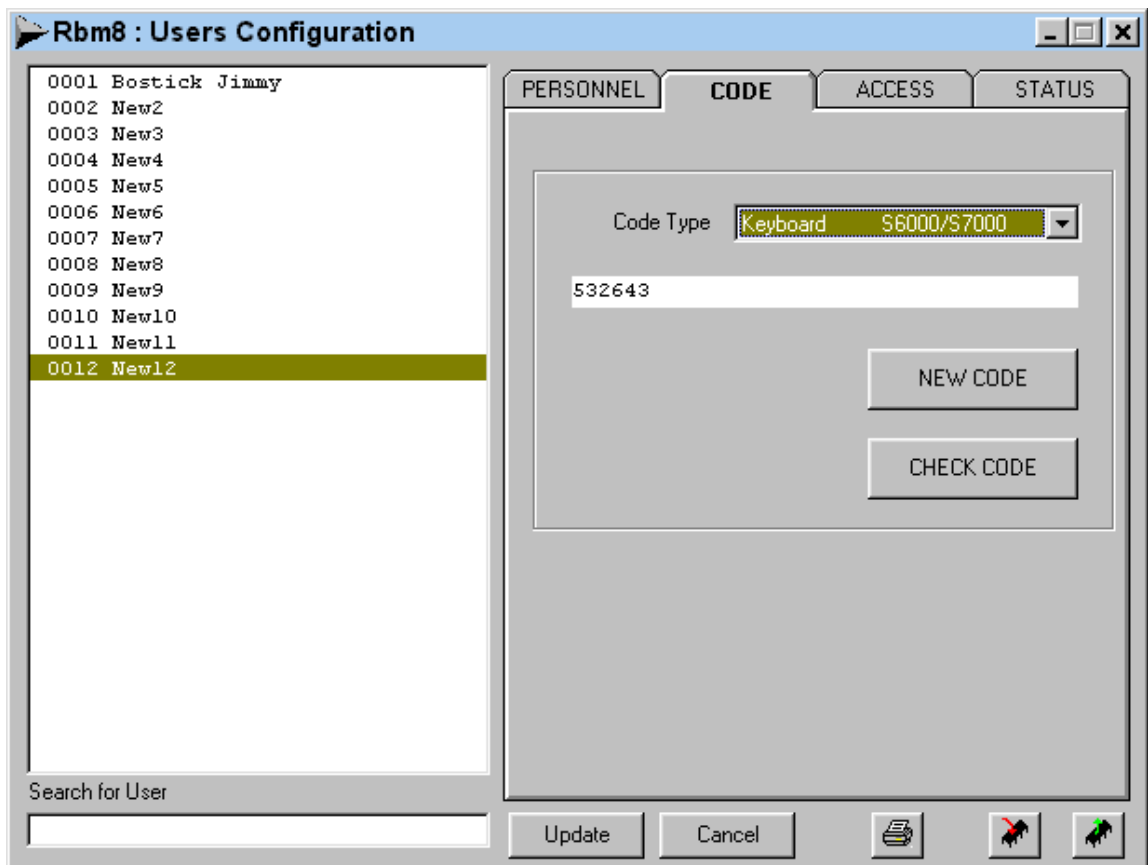 Rbm8 : Users Configuration
0001 Bostick Jimmy
0002 New2
0003 New3
0004 New4
0005 New5
0006 New6
0007 New7
0008 New8
0009 New9
0010 New10
0011 New11
0012 New12
Search for User
PERSONNEL CODE ACCESS STATUS
Code Type Keyboard S6000/S7000
532643
NEW CODE
CHECK CODE
Update Cancel